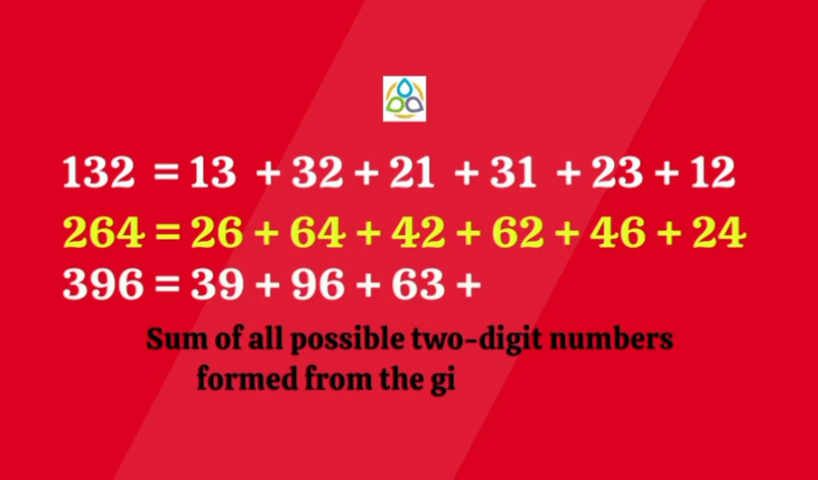 132 = 13 + 32 + 21 + 31 + 23 + 12
264 = 26 + 64 + 42 + 62 + 46 + 24
396 = 39 + 96 + 63 +
Sum of all possible two-digit numbers
formed from the gi